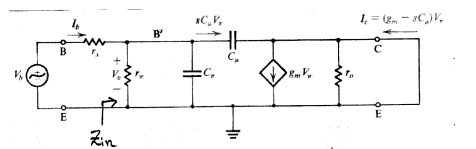 I_b
sC_μV_π
I_c = (g_m − sC_μ)V_π
B
r_x
B′
C_μ
C
V_b
+
V_π
−
r_π
C_π
g_mV_π
r_o
E
Z_in
E